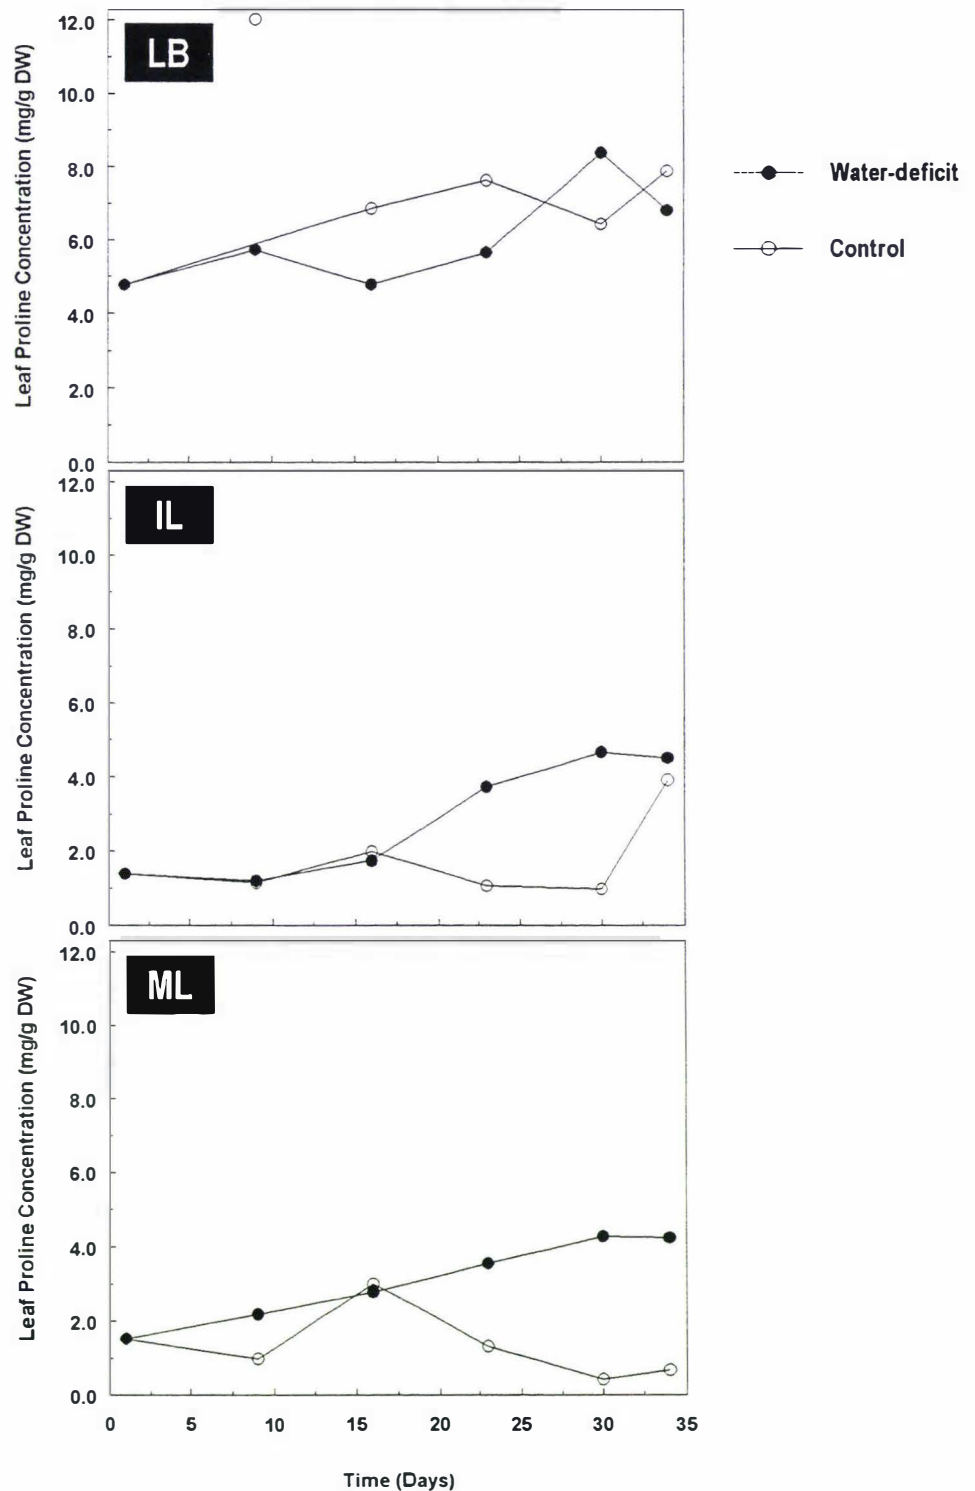 Leaf Proline Concentration (mg/g DW)
12.0
10.0
8.0
6.0
4.0
2.0
0.0
LB
Water-deficit
Control
Leaf Proline Concentration (mg/g DW)
12.0
10.0
8.0
6.0
4.0
2.0
0.0
IL
Leaf Proline Concentration (mg/g DW)
12.0
10.0
8.0
6.0
4.0
2.0
0.0
ML
0 5 10 15 20 25 30 35
Time (Days)